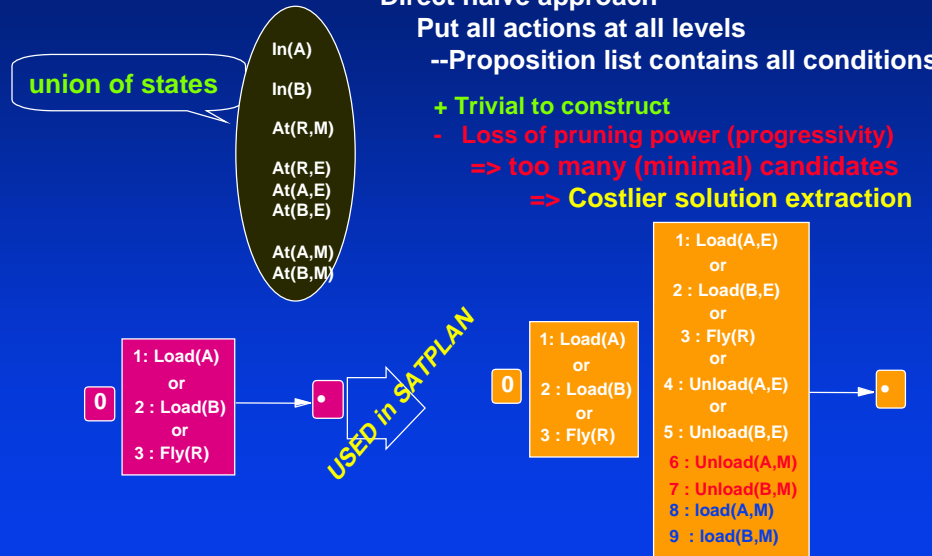 Direct naive approach
Put all actions at all levels
--Proposition list contains all conditions
+ Trivial to construct
- Loss of pruning power (progressivity)
=> too many (minimal) candidates
=> Costlier solution extraction
union of states
In(A)
In(B)
At(R,M)
At(R,E)
At(A,E)
At(B,E)
At(A,M)
At(B,M)
0
1: Load(A)
or
2 : Load(B)
or
3 : Fly(R)
•
USED in SATPLAN
0
1: Load(A)
or
2 : Load(B)
or
3 : Fly(R)
1: Load(A,E)
or
2 : Load(B,E)
or
3 : Fly(R)
or
4 : Unload(A,E)
or
5 : Unload(B,E)
6 : Unload(A,M)
7 : Unload(B,M)
8 : load(A,M)
9 : load(B,M)
•